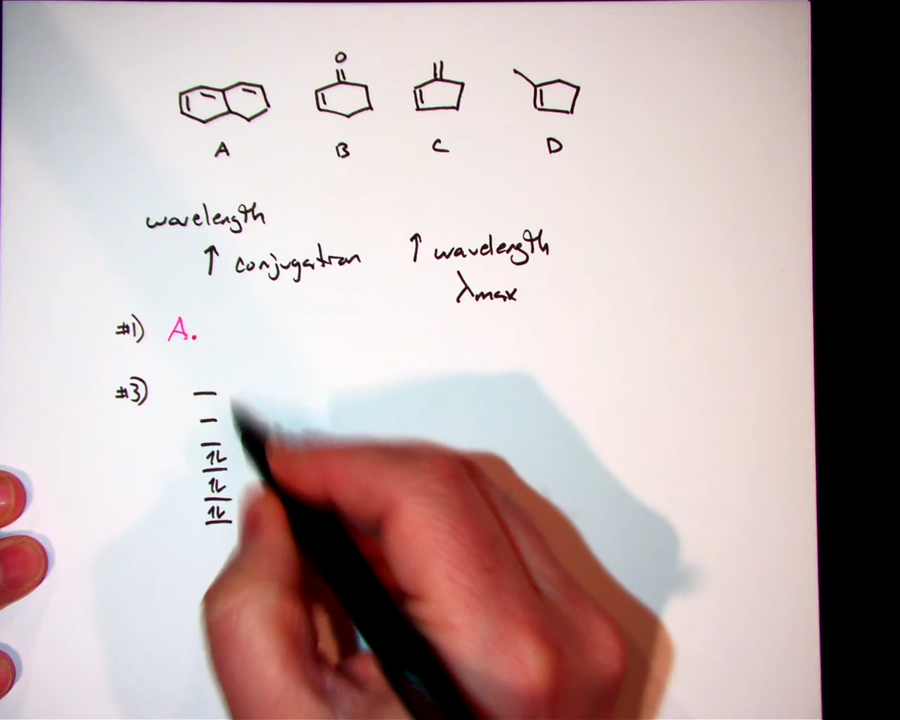 O
A B C D
wavelength
↑ conjugation ↑ wavelength
λmax
#1) A.
#3)